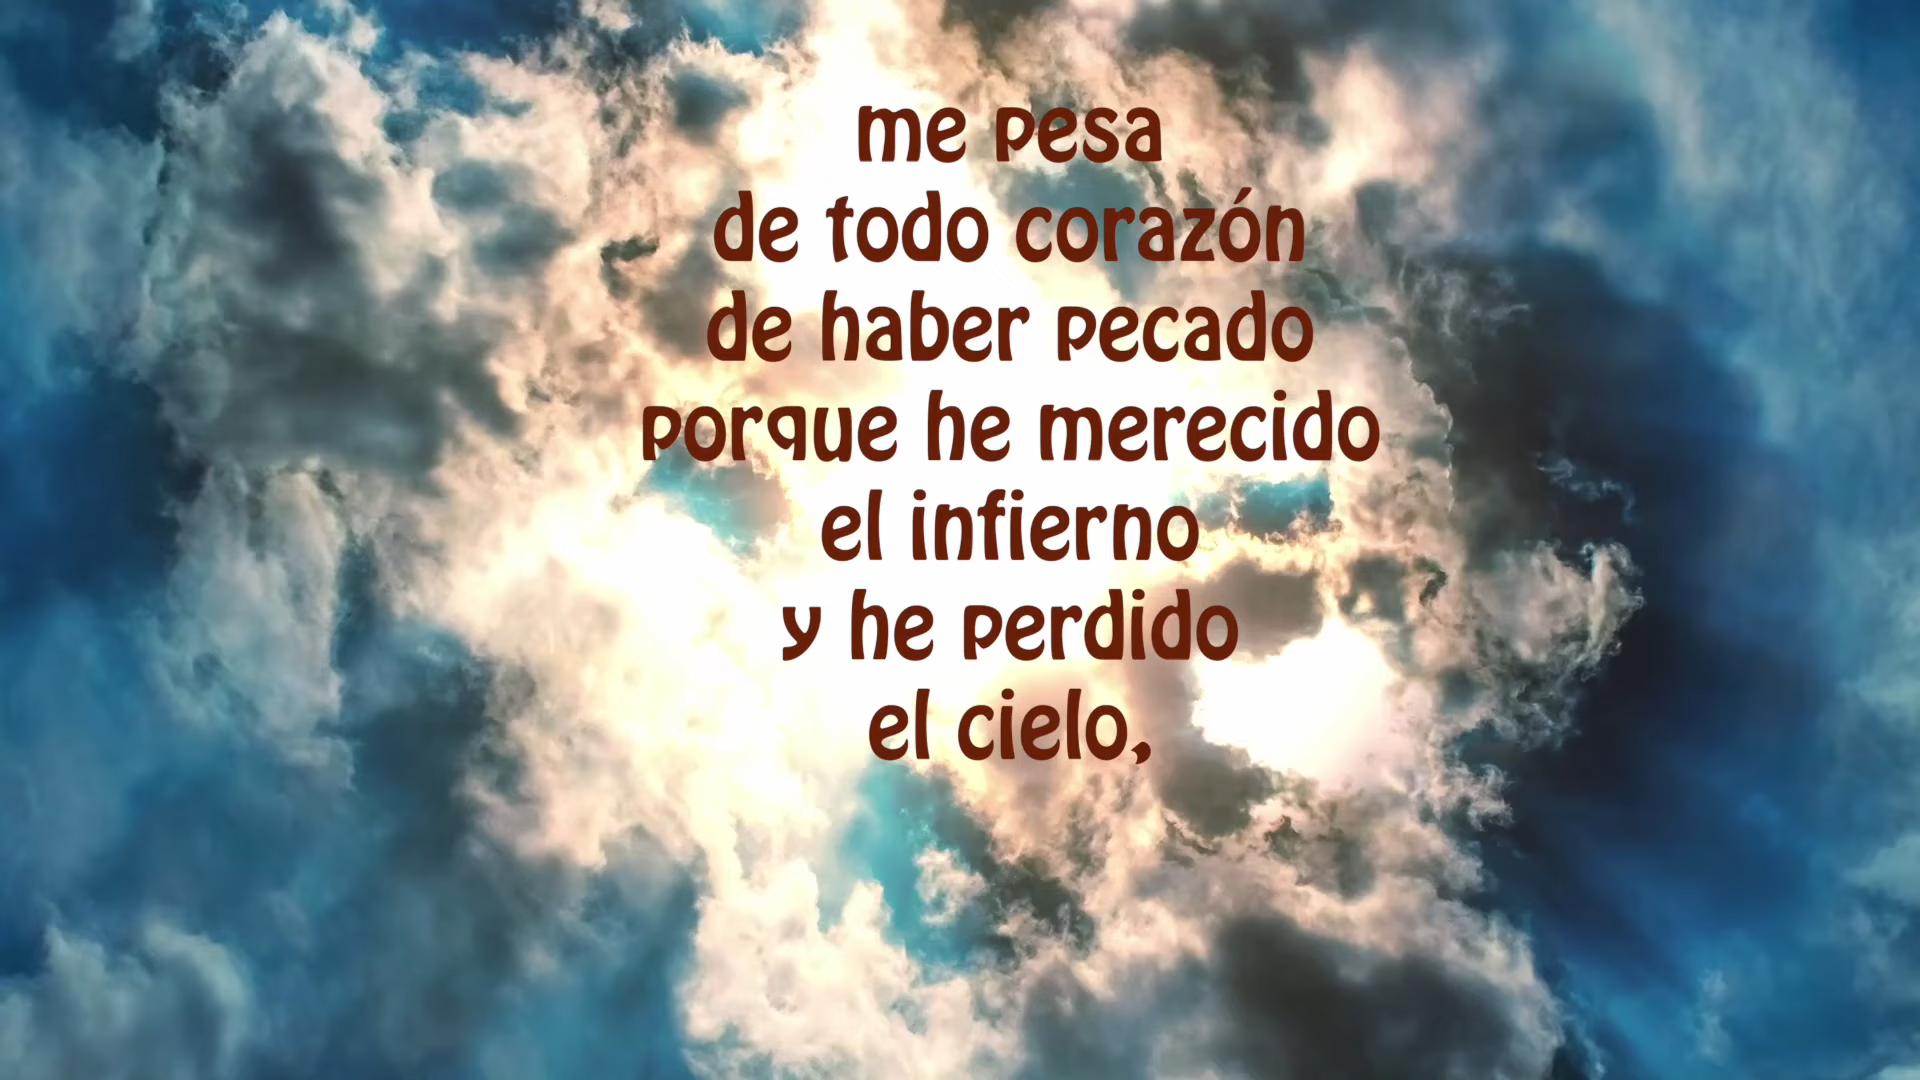 me pesa
de todo corazón
de haber pecado
porque he merecido
el infierno
y he perdido
el cielo,